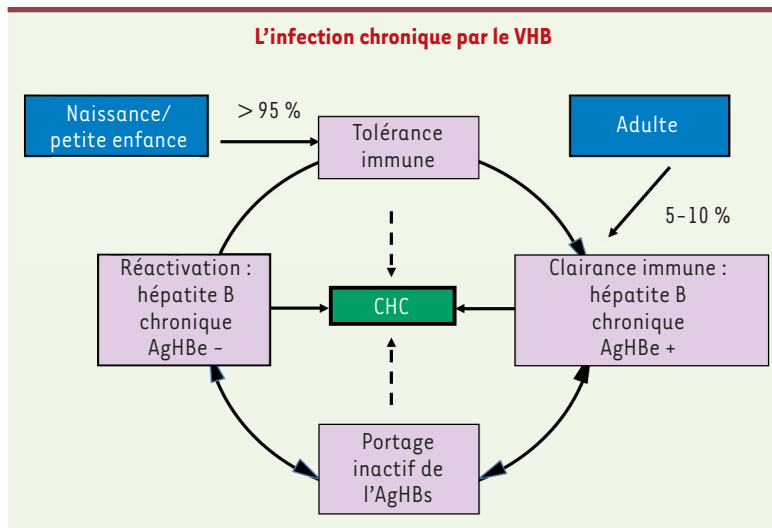 L'infection chronique par le VHB
Naissance/
petite enfance
> 95 %
Tolérance
immune
Adulte
5-10 %
Réactivation :
hépatite B
chronique
AgHBe -
CHC
Clairance immune :
hépatite B
chronique
AgHBe +
Portage
inactif de
l'AgHBs